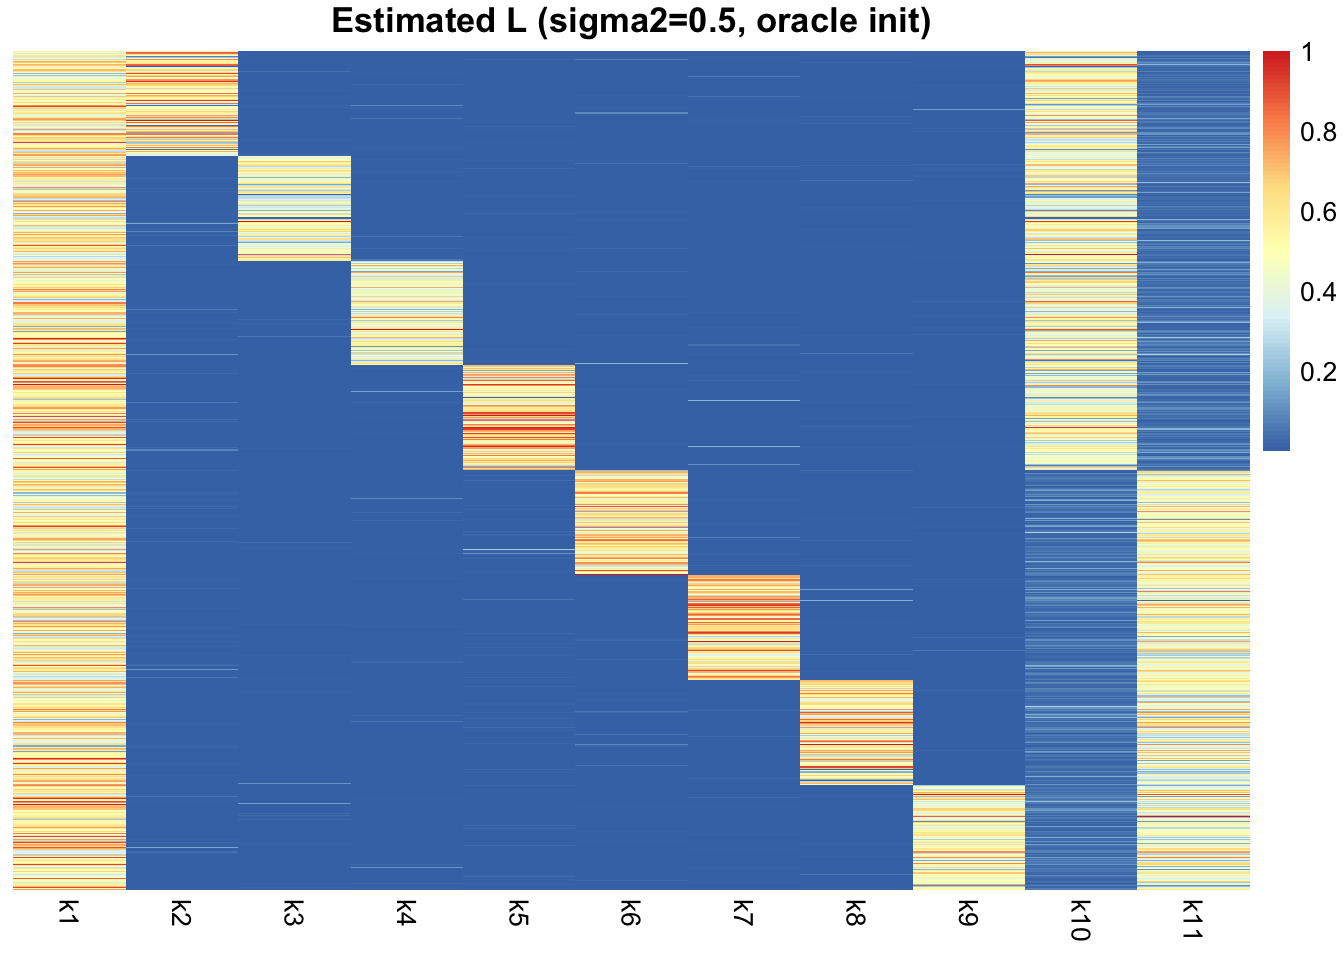 Estimated L (sigma2=0.5, oracle init)
1
0.8
0.6
0.4
0.2
k1
k2
k3
k4
k5
k6
k7
k8
k9
k10
k11